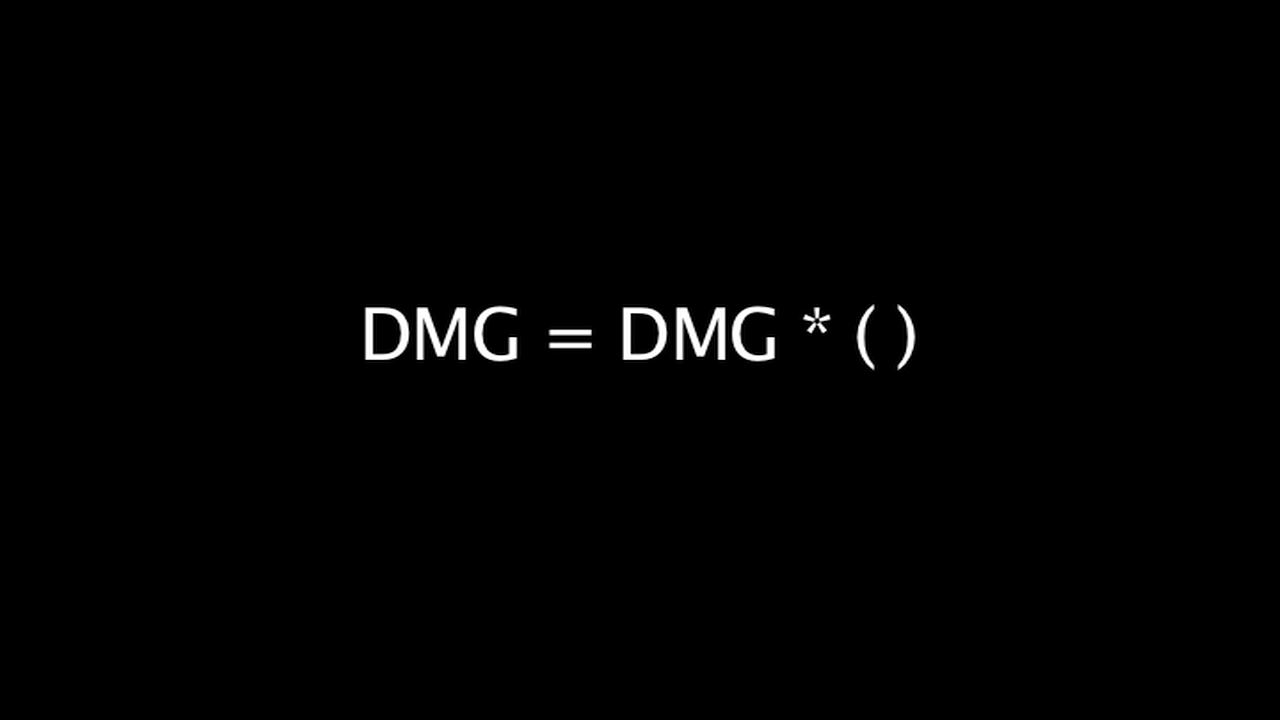 DMG = DMG * ( )